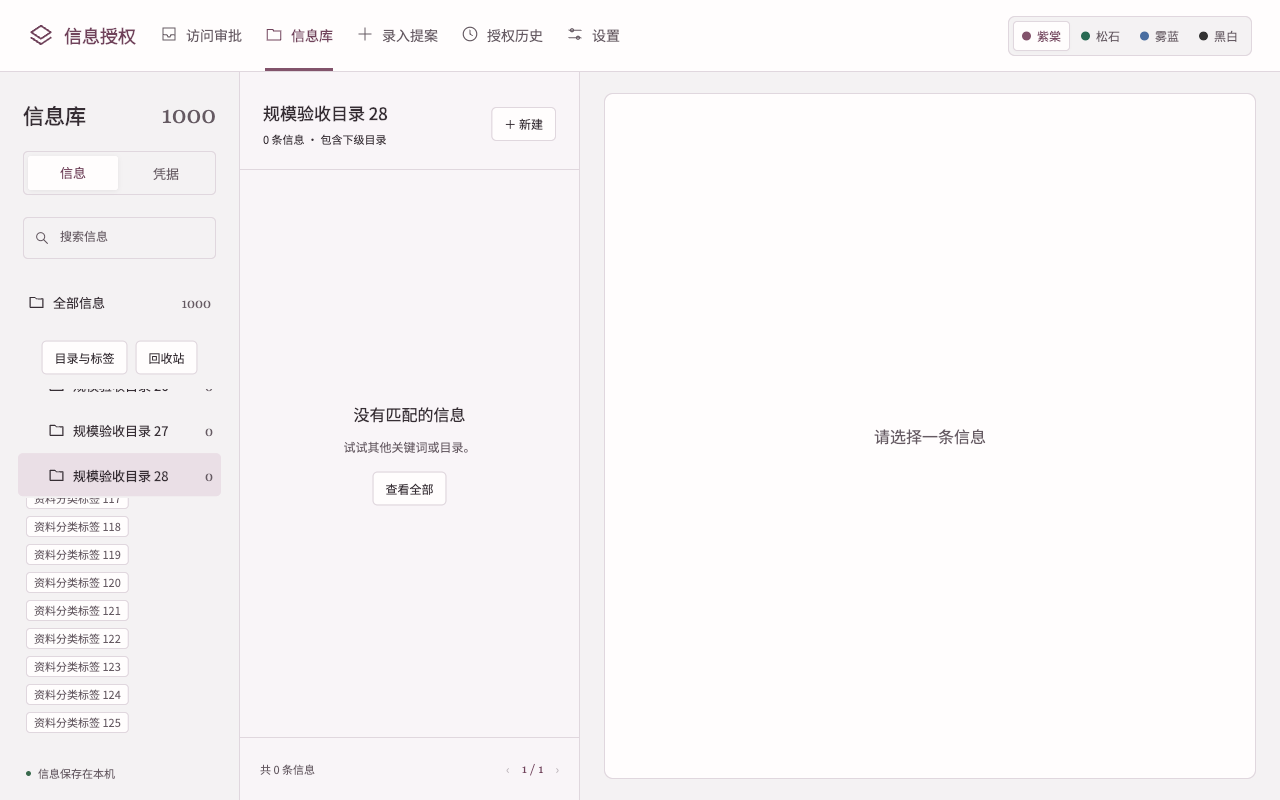 信息授权
访问审批
信息库
录入提案
授权历史
设置
紫棠
松石
雾蓝
黑白
信息库
1000
信息
凭据
搜索信息
全部信息
1000
目录与标签
回收站
规模验收目录 27
0
规模验收目录 28
0
资料分类标签 117
资料分类标签 118
资料分类标签 119
资料分类标签 120
资料分类标签 121
资料分类标签 122
资料分类标签 123
资料分类标签 124
资料分类标签 125
信息保存在本机
规模验收目录 28
0 条信息 · 包含下级目录
+ 新建
没有匹配的信息
试试其他关键词或目录。
查看全部
共 0 条信息
‹ 1 / 1 ›
请选择一条信息